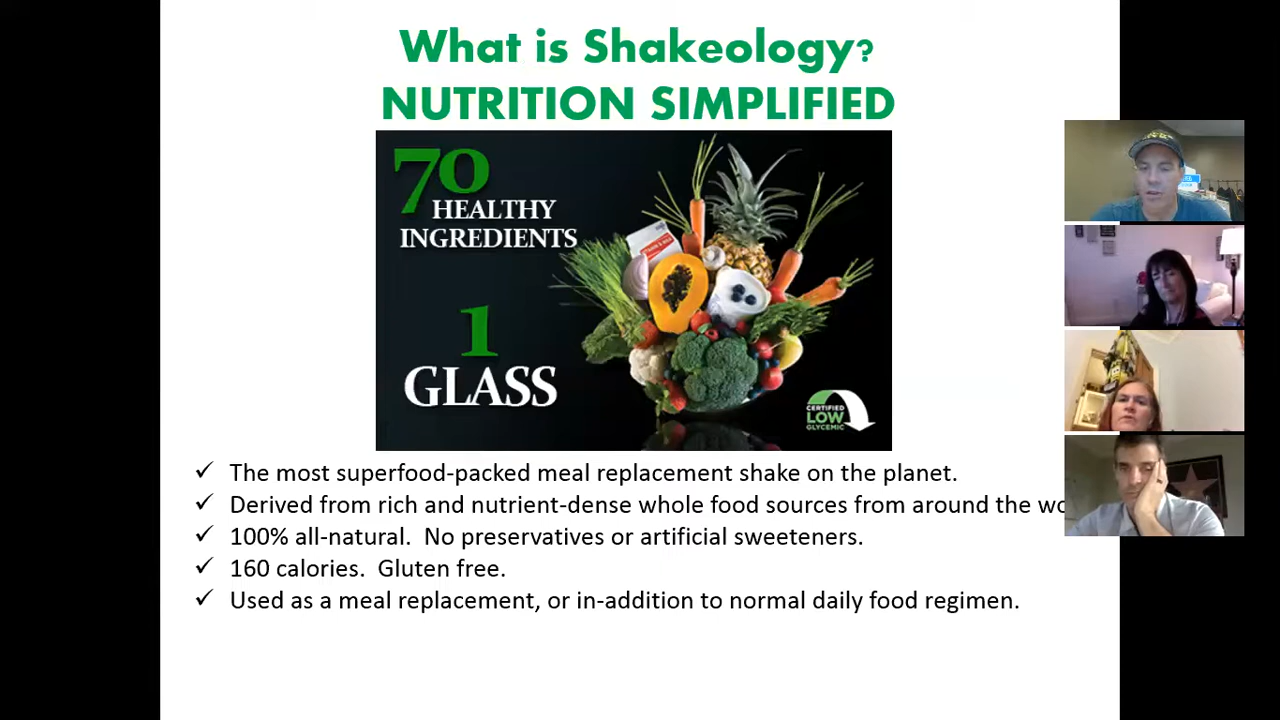 What is Shakeology?
NUTRITION SIMPLIFIED
70
HEALTHY
INGREDIENTS
1
GLASS
CERTIFIED
LOW
GLYCEMIC
✓ The most superfood-packed meal replacement shake on the planet.
✓ Derived from rich and nutrient-dense whole food sources from around the
✓ 100% all-natural.  No preservatives or artificial sweeteners.
✓ 160 calories.  Gluten free.
✓ Used as a meal replacement, or in-addition to normal daily food regimen.